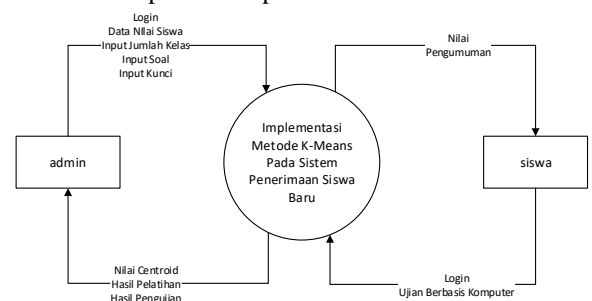 Login
Data NIlai Siswa
Input Jumlah Kelas
Input Soal
Input Kunci
Nilai
Pengumuman
admin
Implementasi
Metode K-Means
Pada Sistem
Penerimaan Siswa
Baru
siswa
Nilai Centroid
Hasil Pelatihan
Hasil Pengujian
Login
Ujian Berbasis Komputer